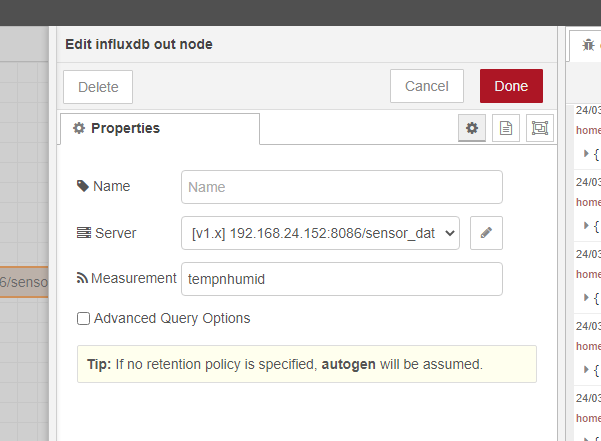 Edit influxdb out node
Delete
Cancel
Done
Properties
Name
Name
Server
[v1.x] 192.168.24.152:8086/sensor_dat
Measurement
tempnhumid
Advanced Query Options
Tip: If no retention policy is specified, autogen will be assumed.
6/senso
24/03
home
{
24/03
home
{
24/03
home
{
24/03
home
{
24/03
home
{